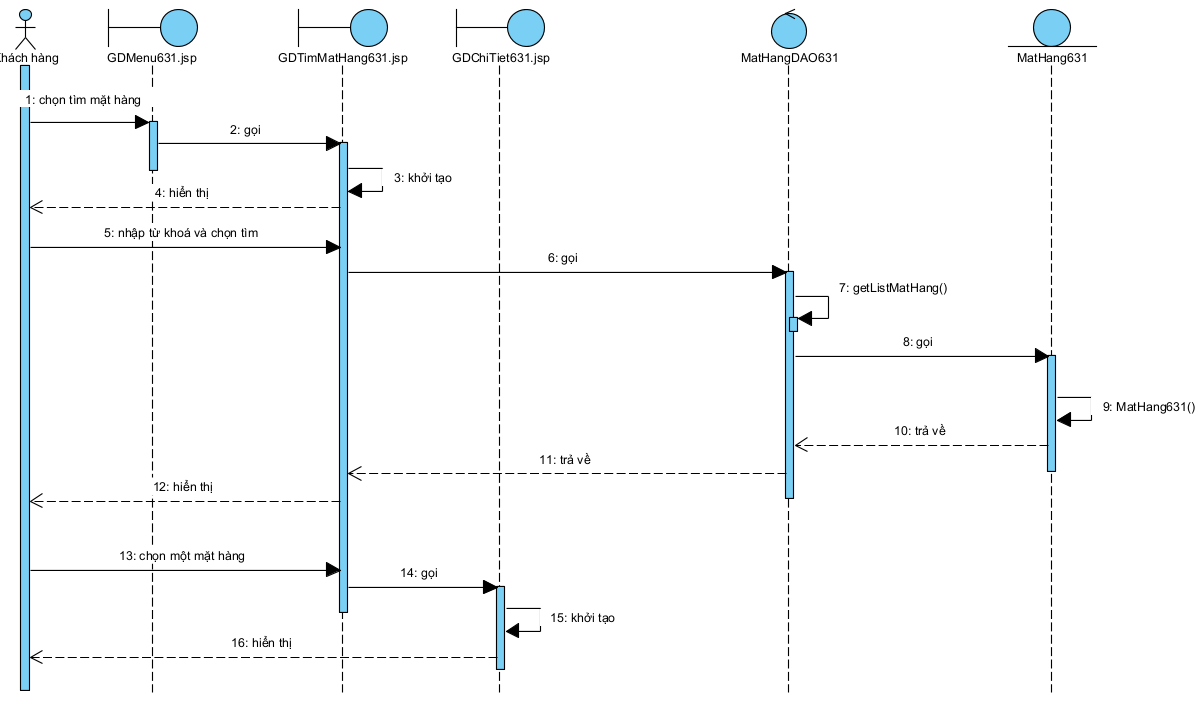 hách hàng
GDMenu631.jsp
GDTimMatHang631.jsp
GDChiTiet631.jsp
MatHangDAO631
MatHang631
1: chọn tìm mặt hàng
2: gọi
3: khởi tạo
4: hiển thị
5: nhập từ khoá và chọn tìm
6: gọi
7: getListMatHang()
8: gọi
9: MatHang631()
10: trả về
11: trả về
12: hiển thị
13: chọn một mặt hàng
14: gọi
15: khởi tạo
16: hiển thị